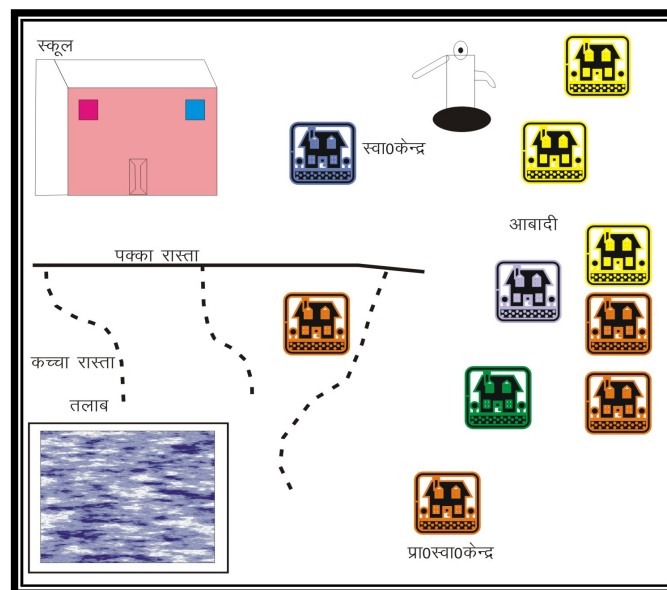 स्कूल
स्वा0केन्द्र
आबादी
पक्का रास्ता
कच्चा रास्ता
तलाब
प्रा0स्वा0केन्द्र